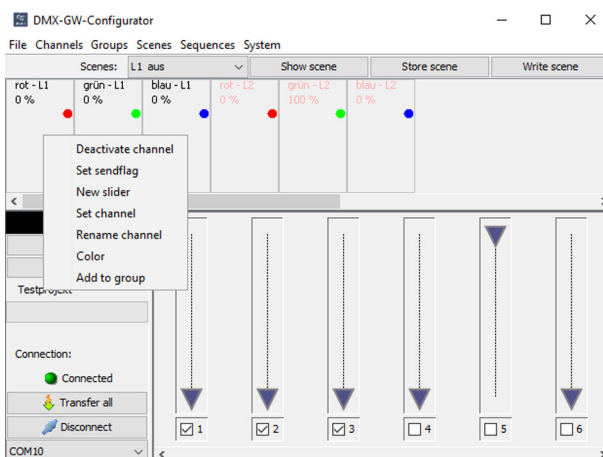 DMX-GW-Configurator
File Channels Groups Scenes Sequences System
Scenes: L1 aus Show scene Store scene Write scene
rot - L1 grün - L1 blau - L1 rot - L2 grün - L2 blau - L2
0 % 0 % 0 % 0 % 100 % 0 %
Deactivate channel
Set sendflag
New slider
Set channel
Rename channel
Color
Add to group
Testprojekt
Connection:
Connected
Transfer all
Disconnect
1 2 3 4 5 6
COM10